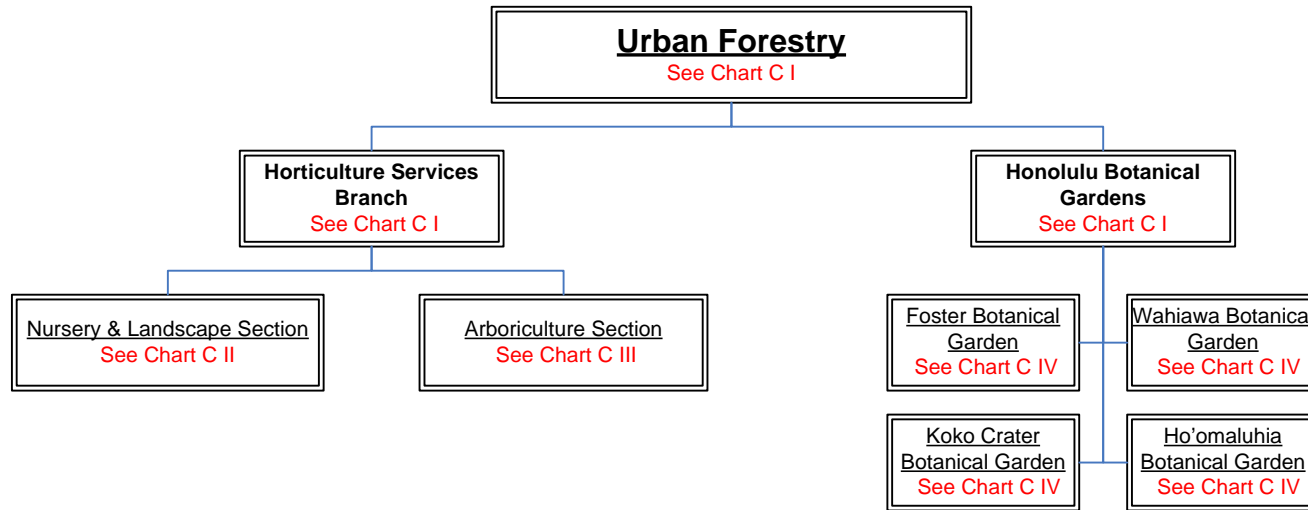 Urban Forestry
See Chart C I
Horticulture Services
Branch
See Chart C I
Honolulu Botanical
Gardens
See Chart C I
Nursery & Landscape Section
See Chart C II
Arboriculture Section
See Chart C III
Foster Botanical
Garden
See Chart C IV
Wahiawa Botanical
Garden
See Chart C IV
Koko Crater
Botanical Garden
See Chart C IV
Ho’omaluhia
Botanical Garden
See Chart C IV